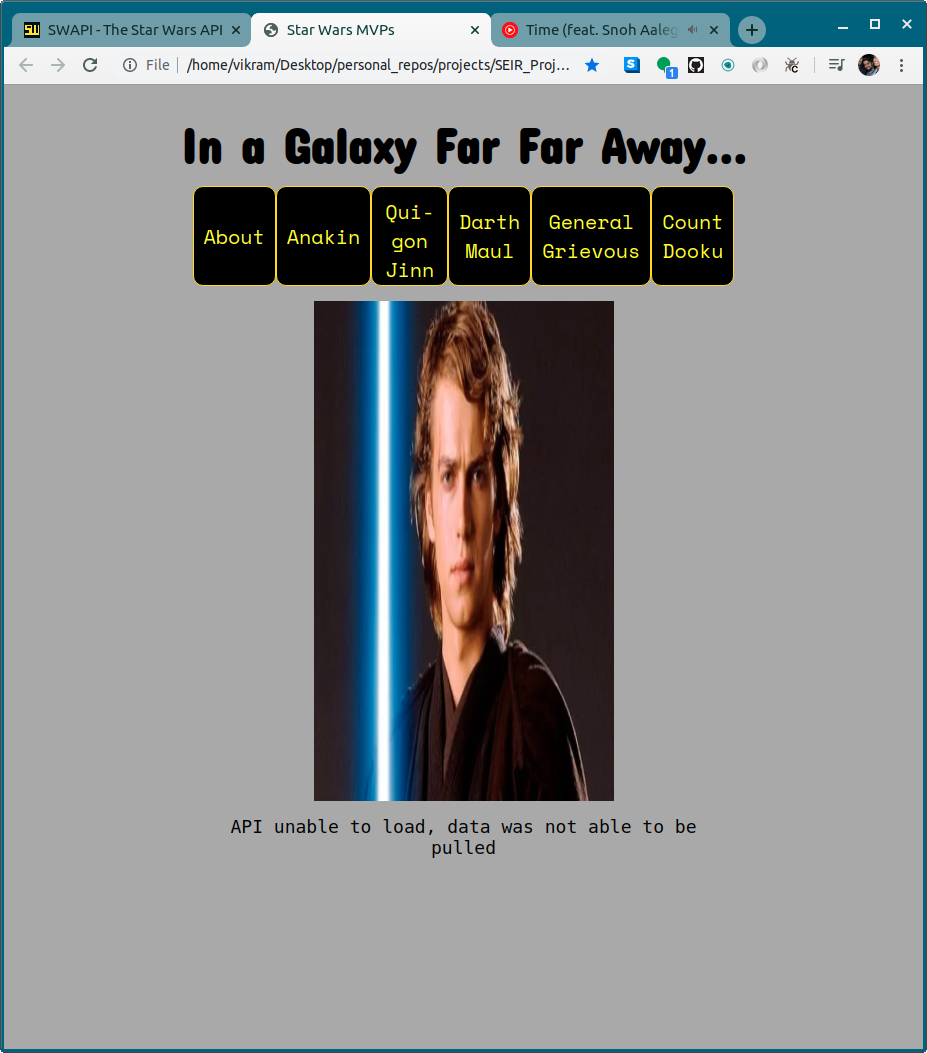 SW SWAPI - The Star Wars API
Star Wars MVPs
Time (feat. Snoh Aaleg
File
/home/vikram/Desktop/personal_repos/projects/SEIR_Proj...
S
1
C
In a Galaxy Far Far Away...
About
Anakin
Qui-
gon
Jinn
Darth
Maul
General
Grievous
Count
Dooku
API unable to load, data was not able to be
pulled